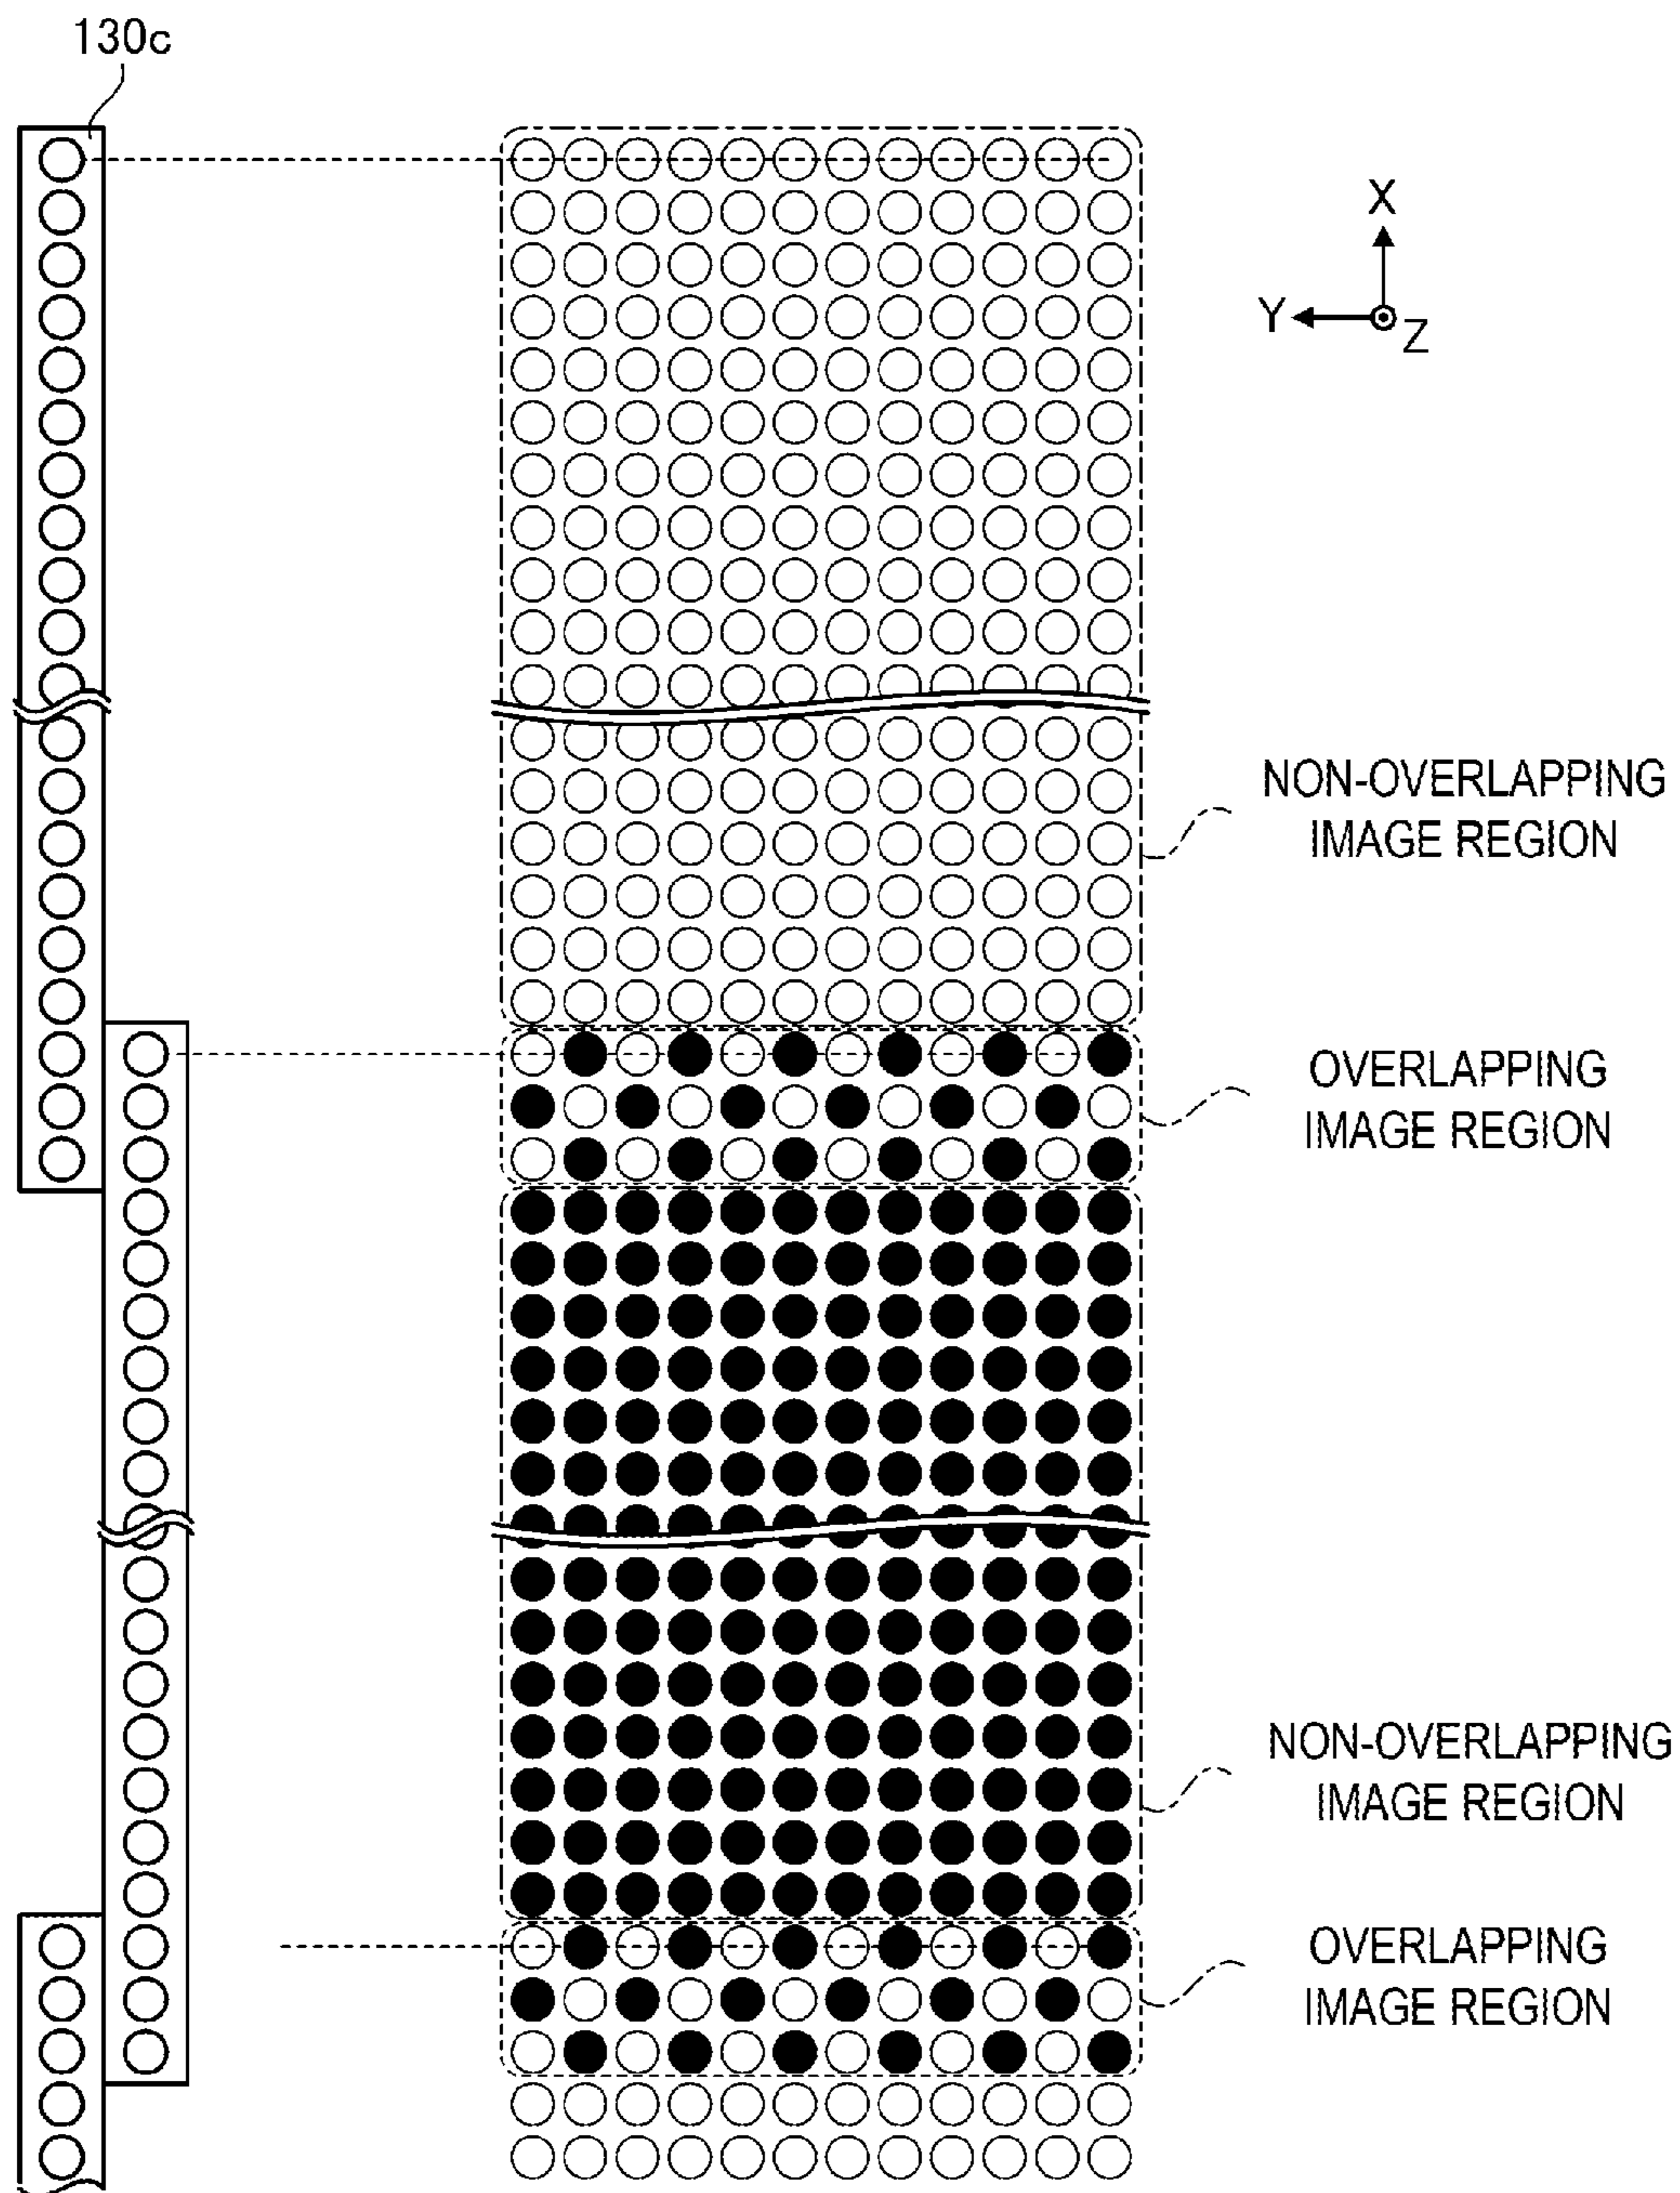 130c
X
Y
Z
NON-OVERLAPPING
IMAGE REGION
OVERLAPPING
IMAGE REGION
NON-OVERLAPPING
IMAGE REGION
OVERLAPPING
IMAGE REGION